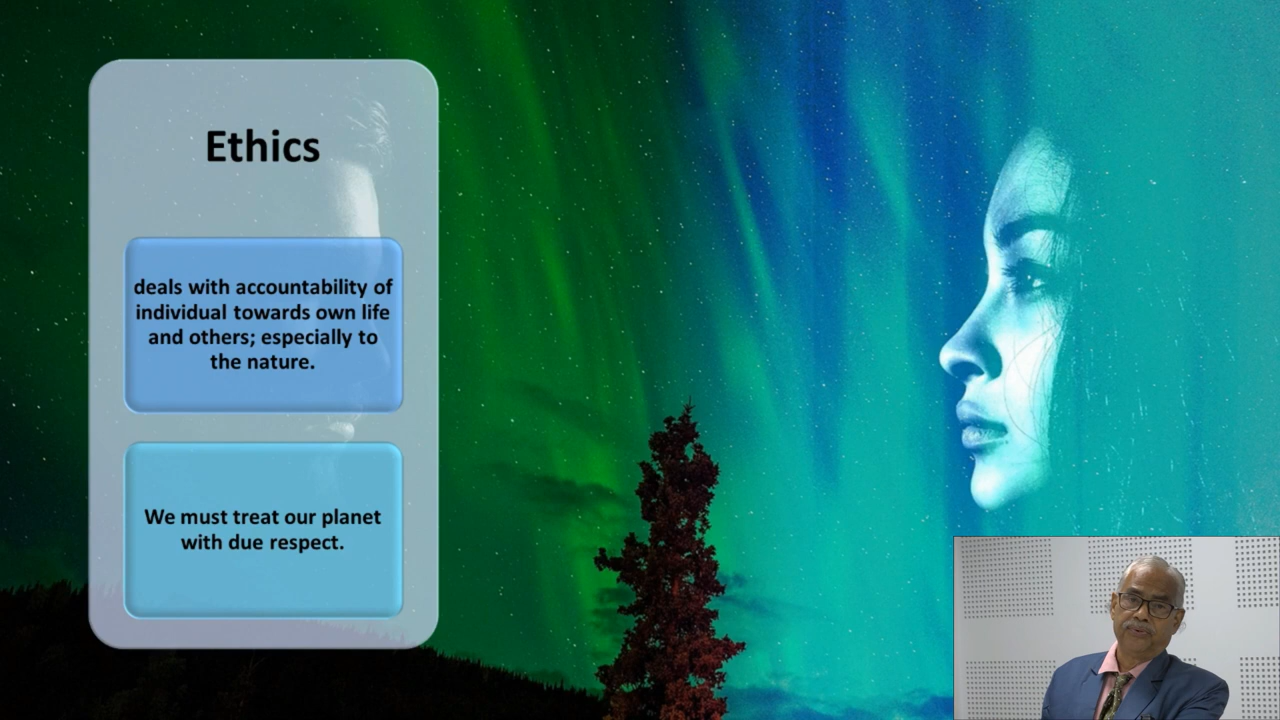 Ethics
deals with accountability of
individual towards own life
and others; especially to
the nature.
We must treat our planet
with due respect.